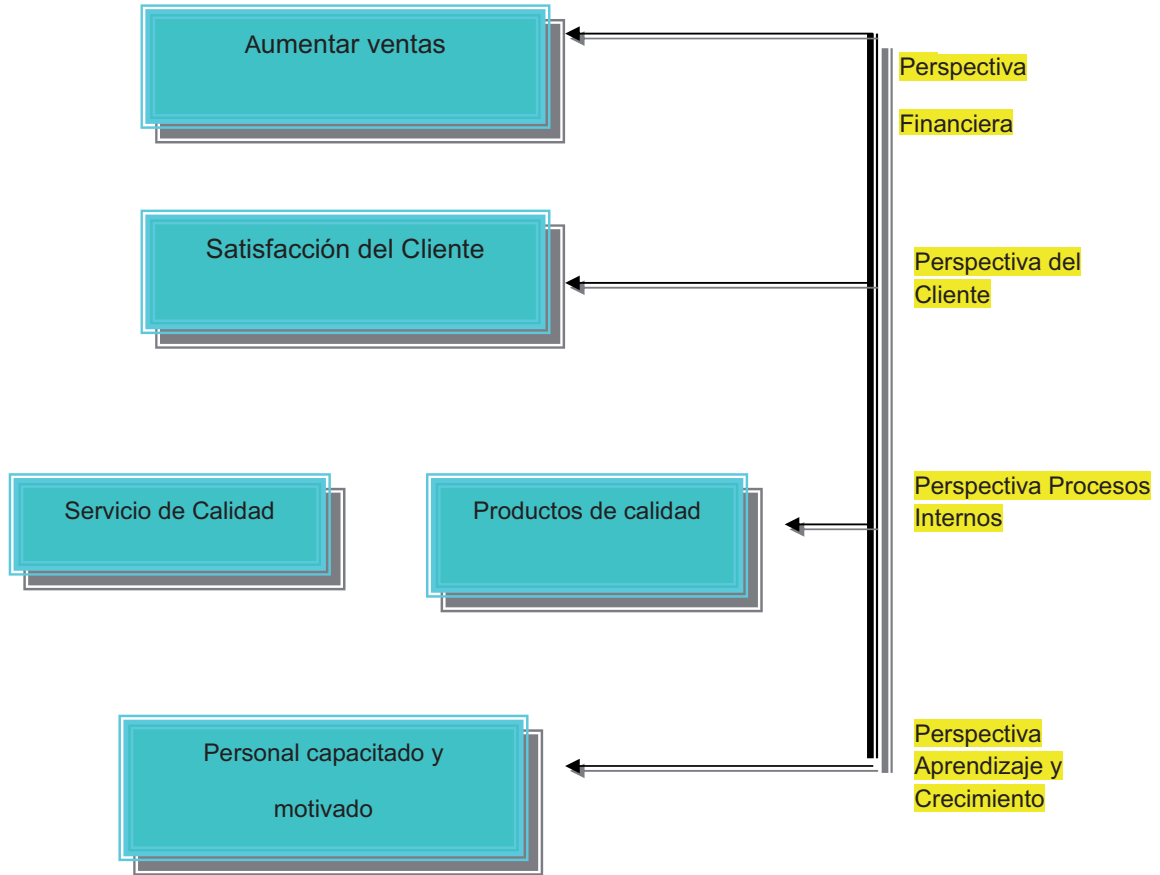 Aumentar ventas
Perspectiva
Financiera
Satisfacción del Cliente
Perspectiva del
Cliente
Servicio de Calidad
Productos de calidad
Perspectiva Procesos
Internos
Personal capacitado y
motivado
Perspectiva
Aprendizaje y
Crecimiento